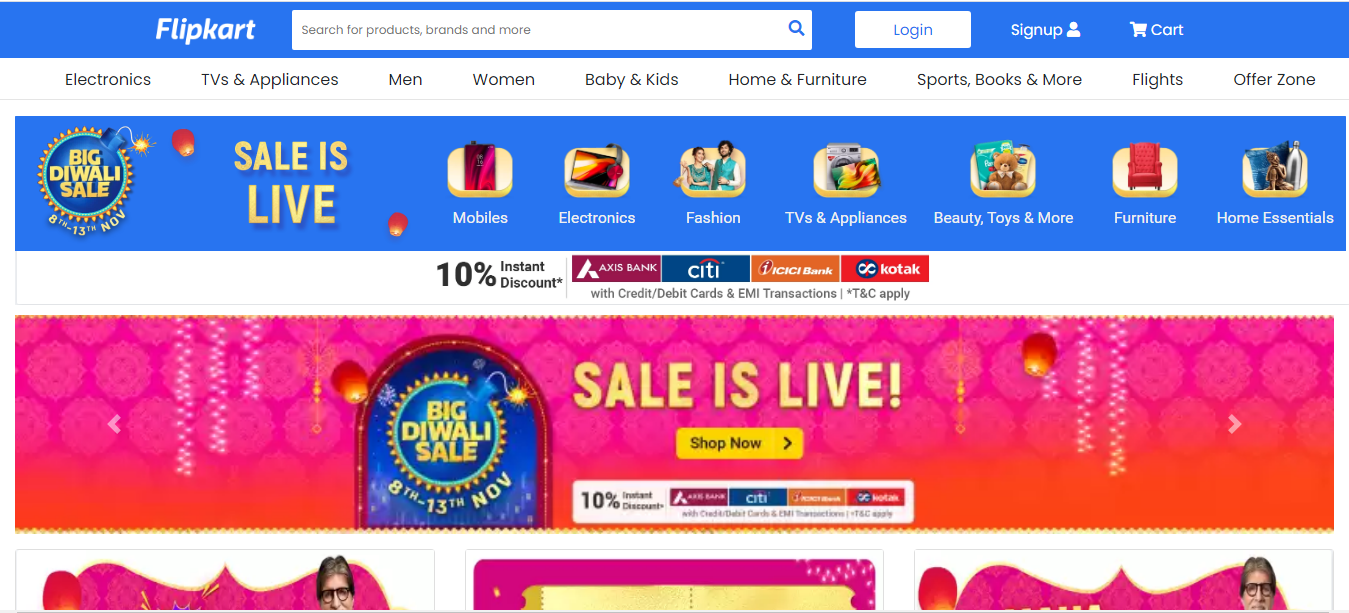 Flipkart
Search for products, brands and more
Login
Signup
Cart
Electronics TVs & Appliances Men Women Baby & Kids Home & Furniture Sports, Books & More Flights Offer Zone
BIG
DIWALI
SALE
8TH-13TH NOV
SALE IS
LIVE
Mobiles Electronics Fashion TVs & Appliances Beauty, Toys & More Furniture Home Essentials
10% Instant Discount*
AXIS BANK citi ICICI Bank kotak
with Credit/Debit Cards & EMI Transactions | *T&C apply
BIG
DIWALI
SALE
8TH-13TH NOV
SALE IS LIVE!
Shop Now
10% Instant Discount*
AXIS BANK citi ICICI Bank kotak
with Credit/Debit Cards & EMI Transactions | *T&C apply